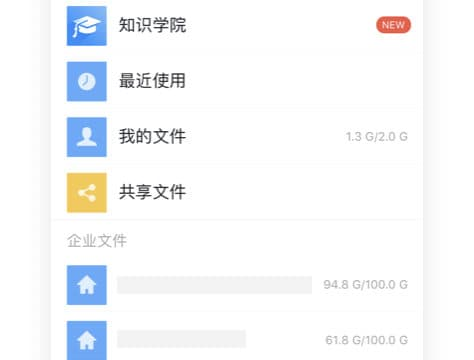 知识学院
NEW
最近使用
我的文件
1.3 G/2.0 G
共享文件
企业文件
94.8 G/100.0 G
61.8 G/100.0 G